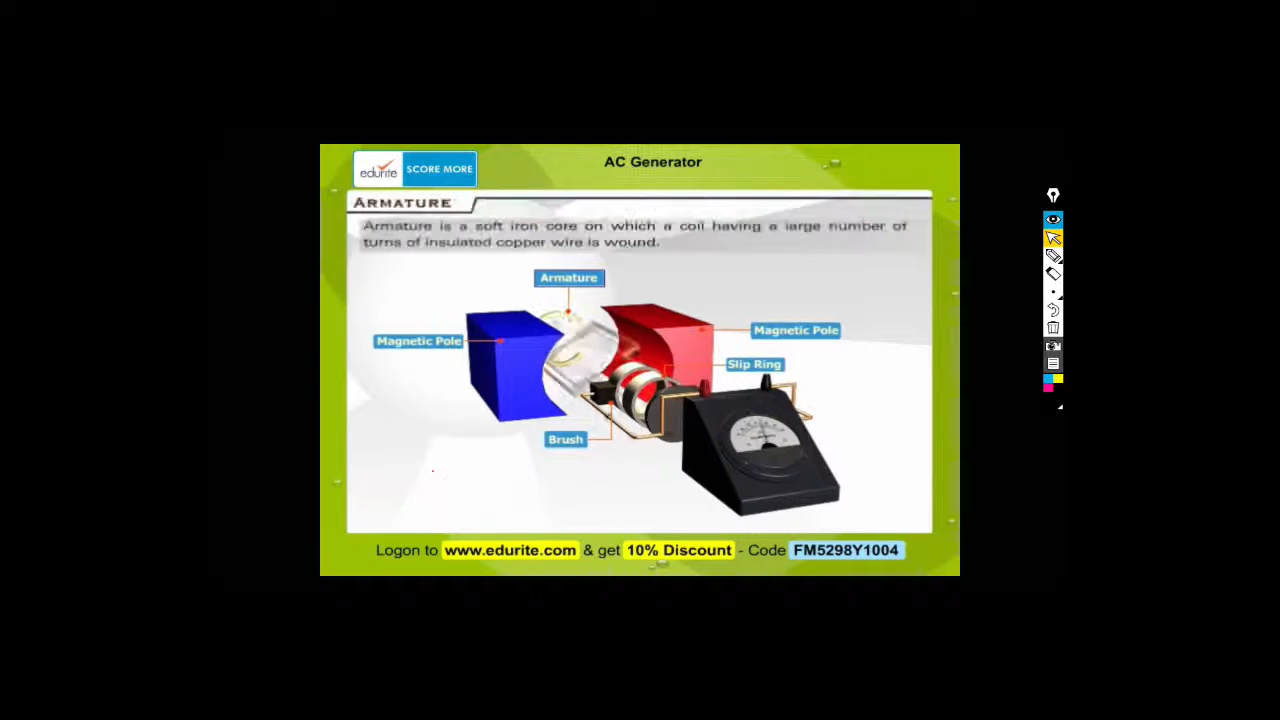 edurite SCORE MORE
AC Generator
ARMATURE
Armature is a soft iron core on which a coil having a large number of
turns of insulated copper wire is wound.
Armature
Magnetic Pole
Magnetic Pole
Slip Ring
Brush
Logon to www.edurite.com & get 10% Discount - Code FM5298Y1004